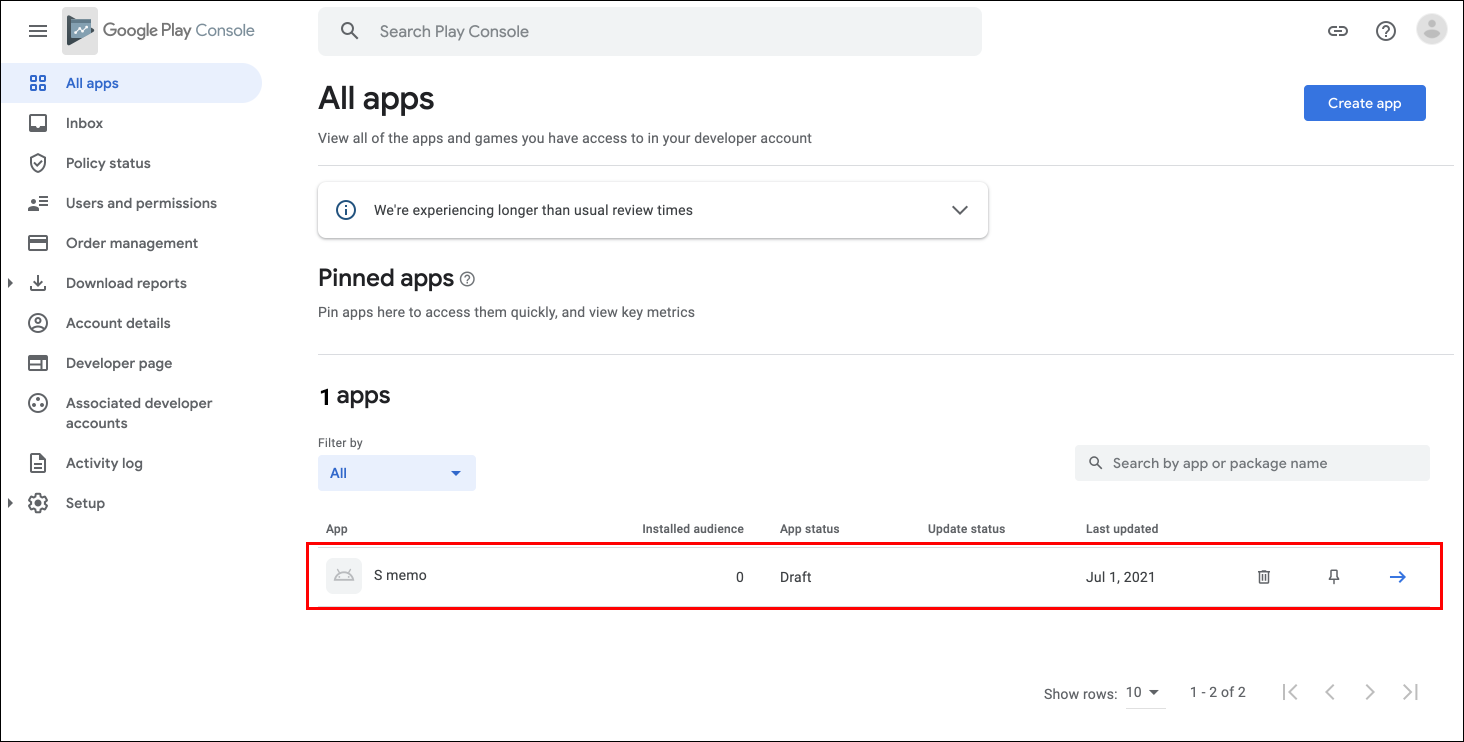 Google Play Console
Search Play Console
All apps
Inbox
Policy status
Users and permissions
Order management
Download reports
Account details
Developer page
Associated developer
accounts
Activity log
Setup
All apps
Create app
View all of the apps and games you have access to in your developer account
We're experiencing longer than usual review times
Pinned apps
Pin apps here to access them quickly, and view key metrics
1 apps
Filter by
All
Search by app or package name
App Installed audience App status Update status Last updated
S memo 0 Draft Jul 1, 2021
Show rows: 10 1 - 2 of 2